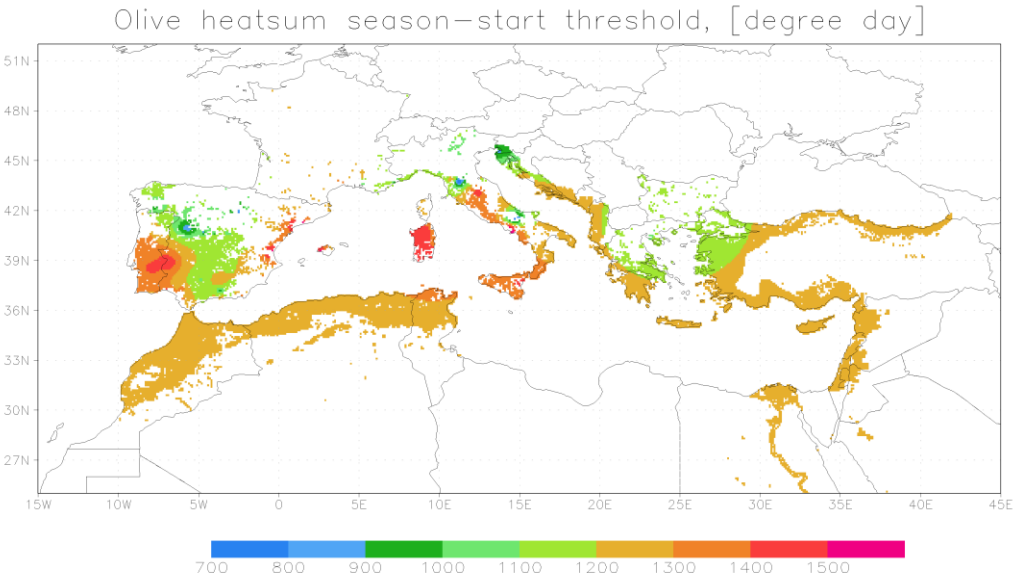 Olive heatsum season−start threshold, [degree day]
51N
48N
45N
42N
39N
36N
33N
30N
27N
15W 10W 5W 0 5E 10E 15E 20E 25E 30E 35E 40E 45E
700 800 900 1000 1100 1200 1300 1400 1500